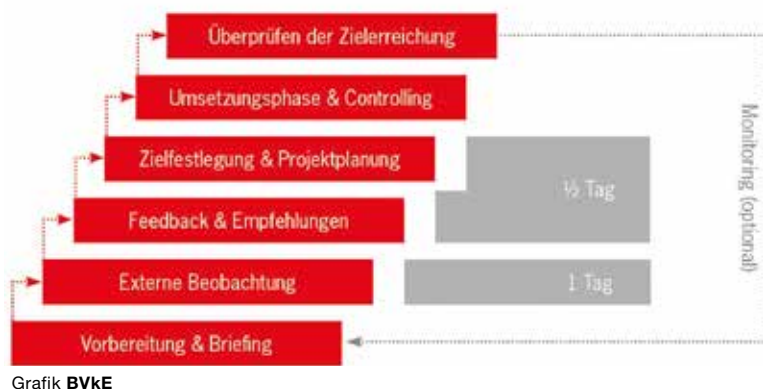 Überprüfen der Zielerreichung
Umsetzungsphase & Controlling
Zielfestlegung & Projektplanung
½ Tag
Feedback & Empfehlungen
Externe Beobachtung
1 Tag
Vorbereitung & Briefing
Monitoring (optional)
Grafik BVkE